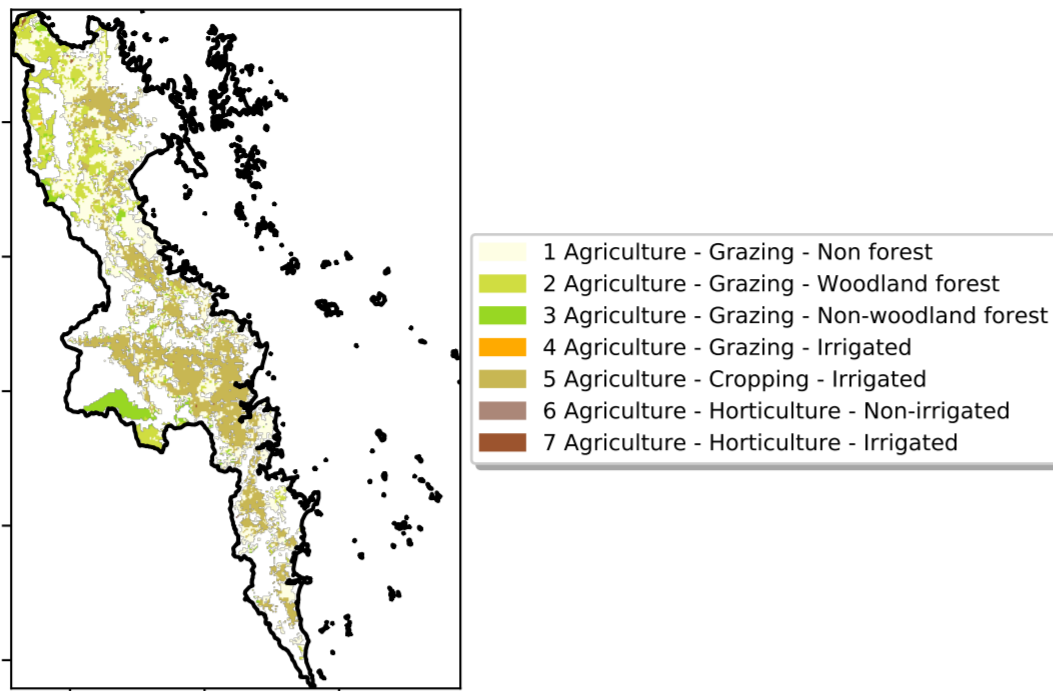 1 Agriculture - Grazing - Non forest
2 Agriculture - Grazing - Woodland forest
3 Agriculture - Grazing - Non-woodland forest
4 Agriculture - Grazing - Irrigated
5 Agriculture - Cropping - Irrigated
6 Agriculture - Horticulture - Non-irrigated
7 Agriculture - Horticulture - Irrigated